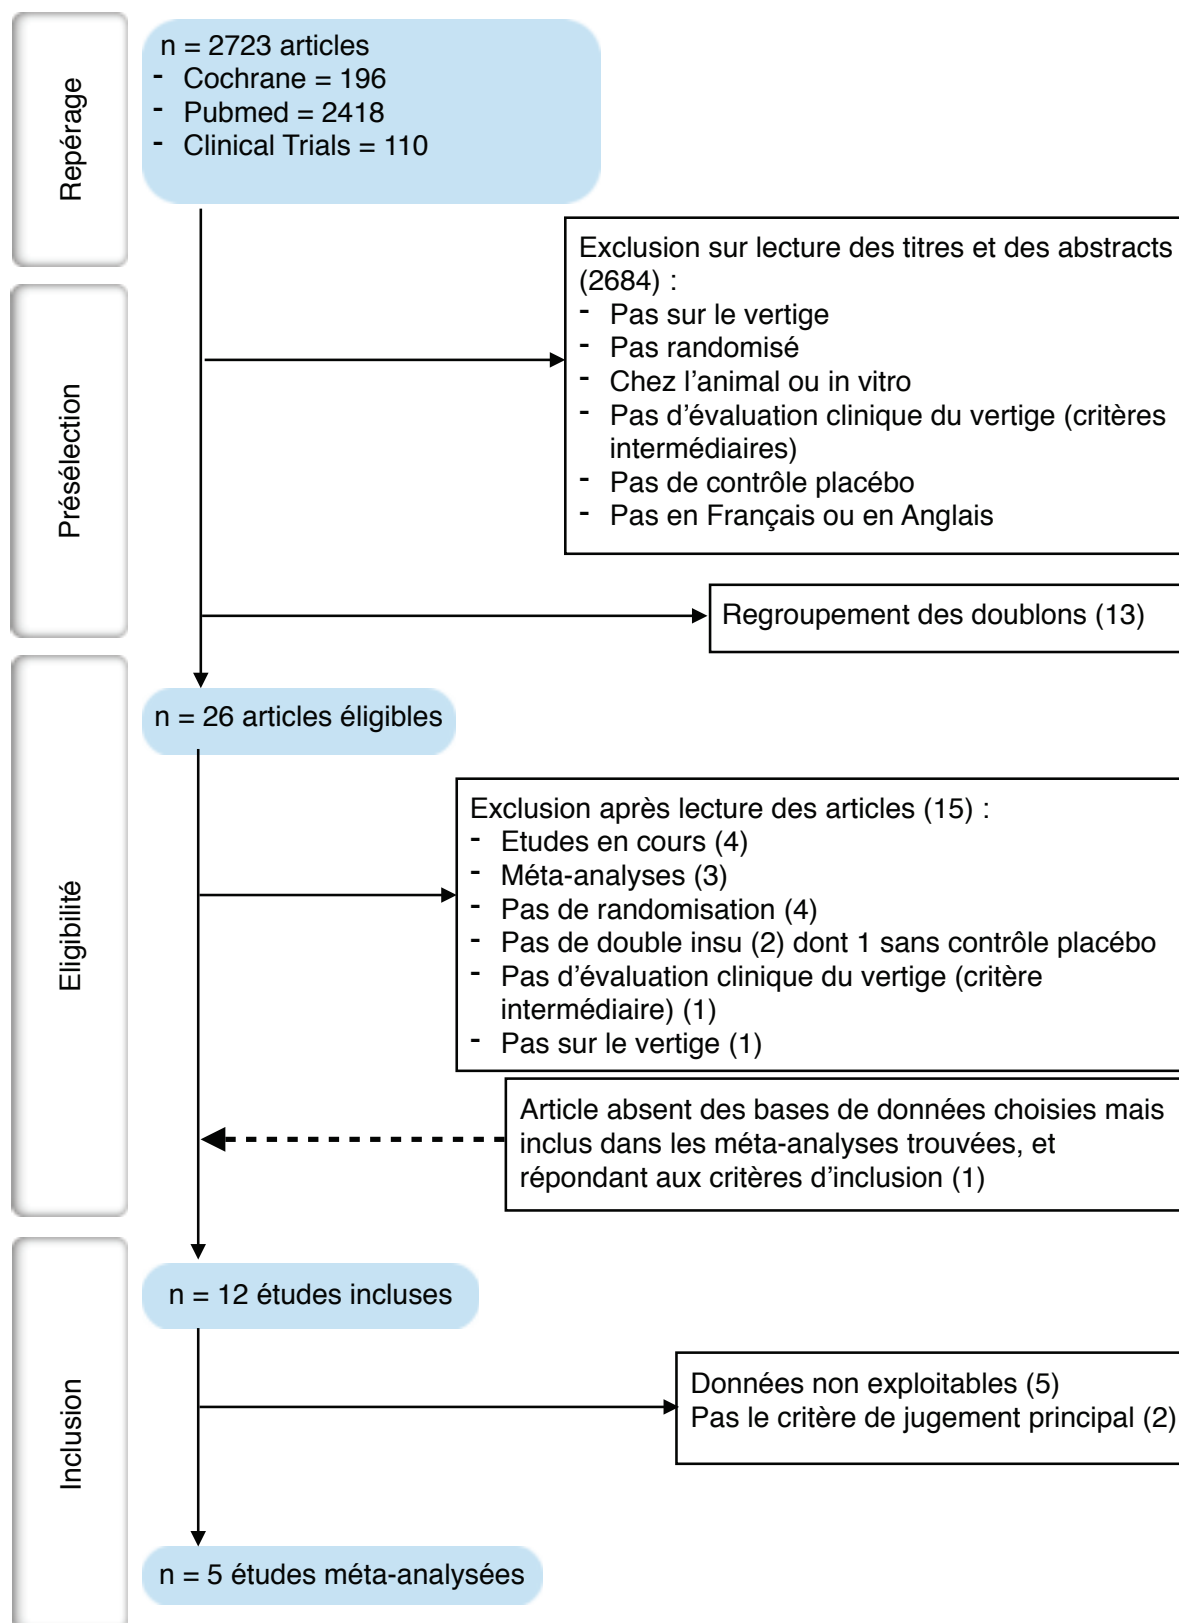 Repérage
n = 2723 articles
- Cochrane = 196
- Pubmed = 2418
- Clinical Trials = 110
Présélection
Exclusion sur lecture des titres et des abstracts
(2684) :
- Pas sur le vertige
- Pas randomisé
- Chez l’animal ou in vitro
- Pas d’évaluation clinique du vertige (critères
intermédiaires)
- Pas de contrôle placébo
- Pas en Français ou en Anglais
Regroupement des doublons (13)
Eligibilité
n = 26 articles éligibles
Exclusion après lecture des articles (15) :
- Etudes en cours (4)
- Méta-analyses (3)
- Pas de randomisation (4)
- Pas de double insu (2) dont 1 sans contrôle placébo
- Pas d’évaluation clinique du vertige (critère
intermédiaire) (1)
- Pas sur le vertige (1)
Article absent des bases de données choisies mais
inclus dans les méta-analyses trouvées, et
répondant aux critères d’inclusion (1)
Inclusion
n = 12 études incluses
Données non exploitables (5)
Pas le critère de jugement principal (2)
n = 5 études méta-analysées